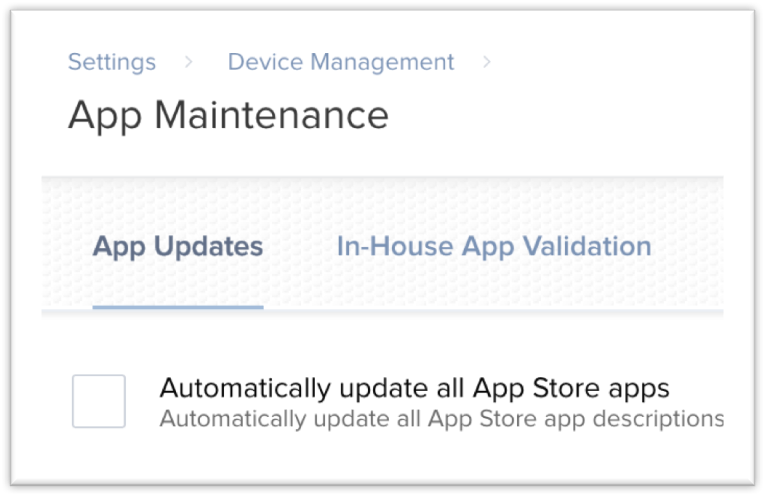 Settings > Device Management >
App Maintenance
App Updates In-House App Validation
Automatically update all App Store apps
Automatically update all App Store app descriptions